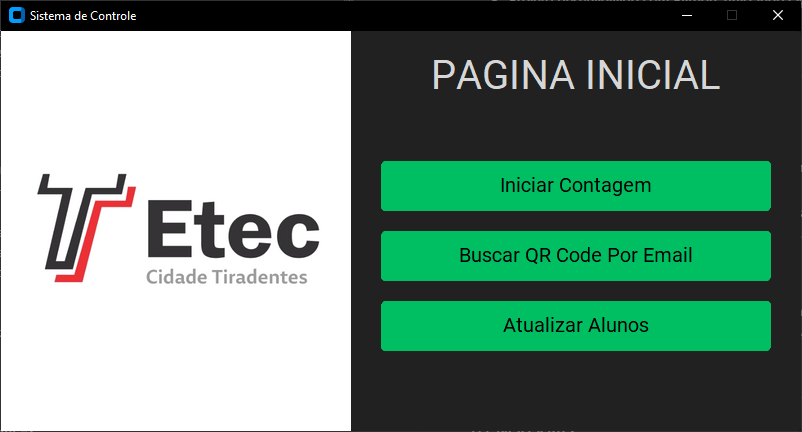 Sistema de Controle
Etec
Cidade Tiradentes
PAGINA INICIAL
Iniciar Contagem
Buscar QR Code Por Email
Atualizar Alunos